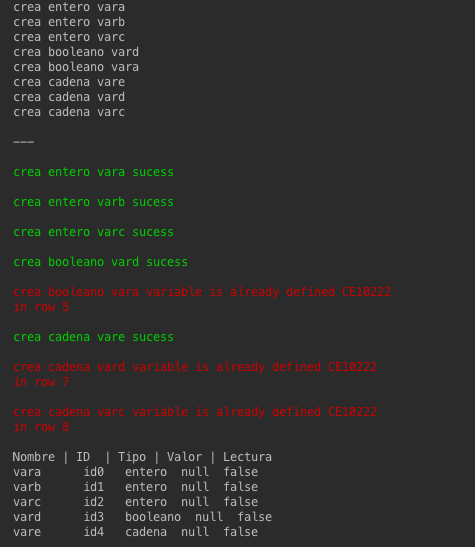 crea entero vara
crea entero varb
crea entero varc
crea booleano vard
crea booleano vara
crea cadena vare
crea cadena vard
crea cadena varc
---
crea entero vara sucess
crea entero varb sucess
crea entero varc sucess
crea booleano vard sucess
crea booleano vara variable is already defined CE10222
in row 5
crea cadena vare sucess
crea cadena vard variable is already defined CE10222
in row 7
crea cadena varc variable is already defined CE10222
in row 8
Nombre | ID  | Tipo | Valor | Lectura
vara      id0   entero  null  false
varb      id1   entero  null  false
varc      id2   entero  null  false
vard      id3   booleano  null  false
vare      id4   cadena  null  false